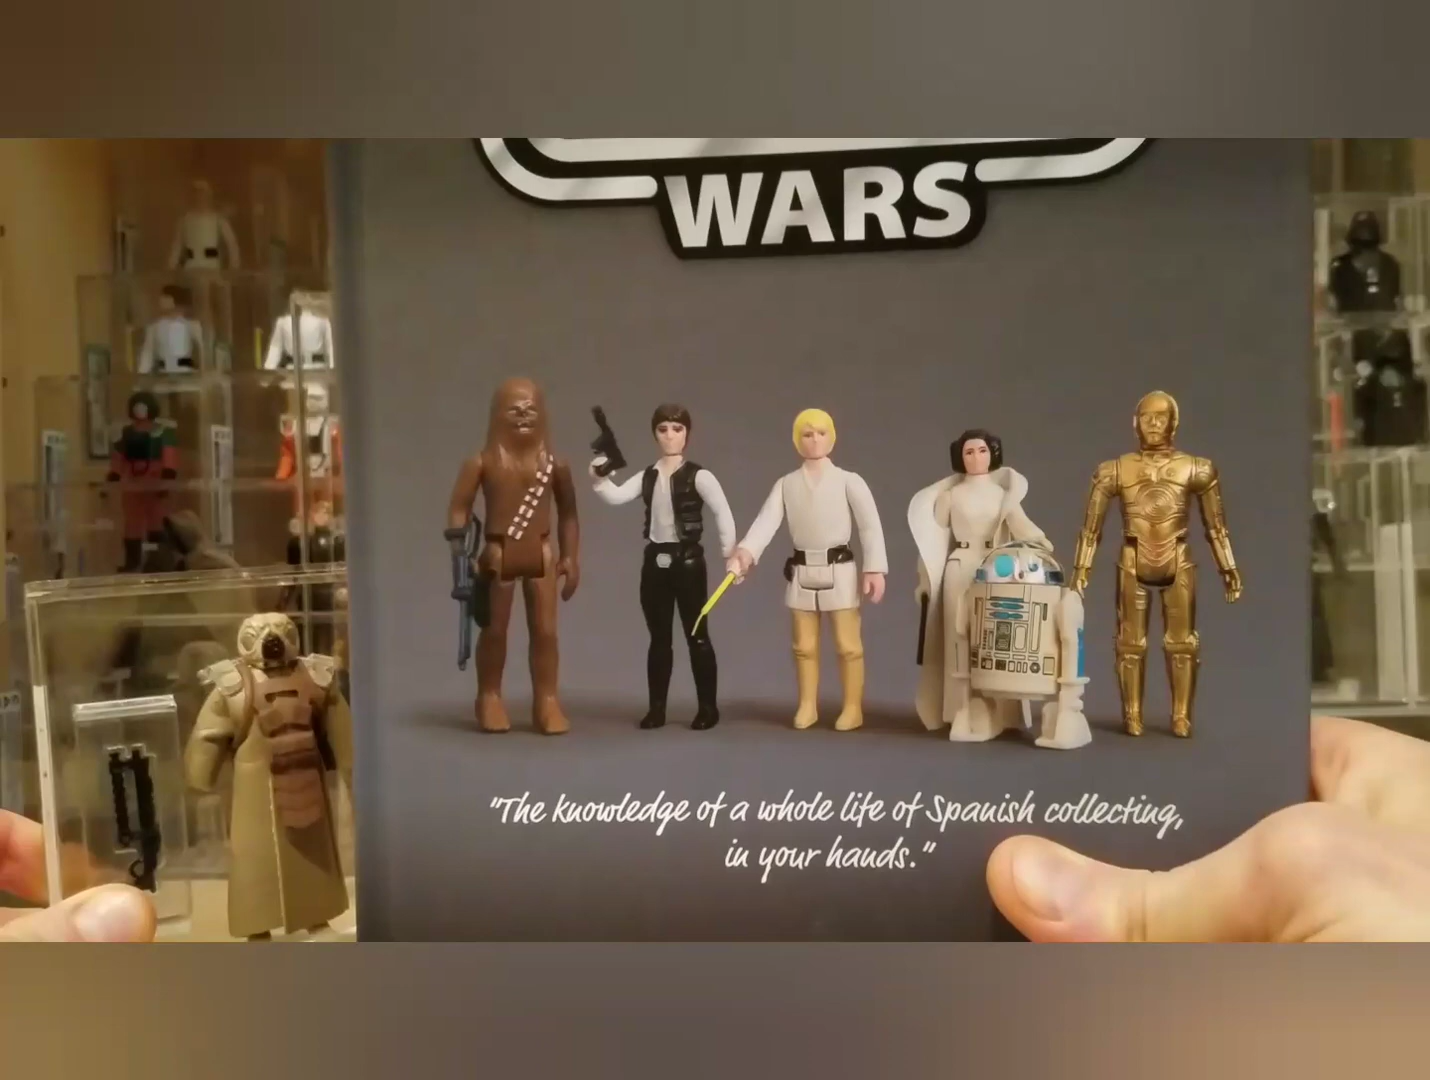 WARS
"The knowledge of a whole life of Spanish collecting,
in your hands."